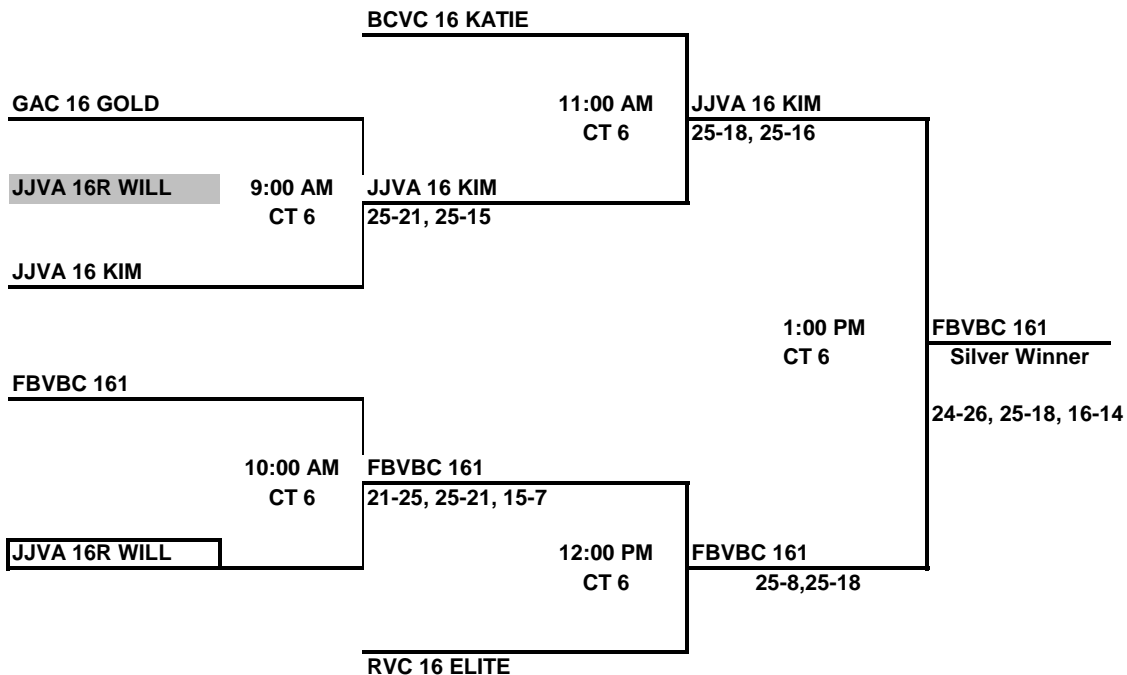 BCVC 16 KATIE
GAC 16 GOLD
11:00 AM
JJVA 16 KIM
CT 6
25-18, 25-16
JJVA 16R WILL
9:00 AM
JJVA 16 KIM
CT 6
25-21, 25-15
JJVA 16 KIM
1:00 PM
FBVBC 161
CT 6
Silver Winner
FBVBC 161
24-26, 25-18, 16-14
10:00 AM
FBVBC 161
CT 6
21-25, 25-21, 15-7
JJVA 16R WILL
12:00 PM
FBVBC 161
CT 6
25-8,25-18
RVC 16 ELITE